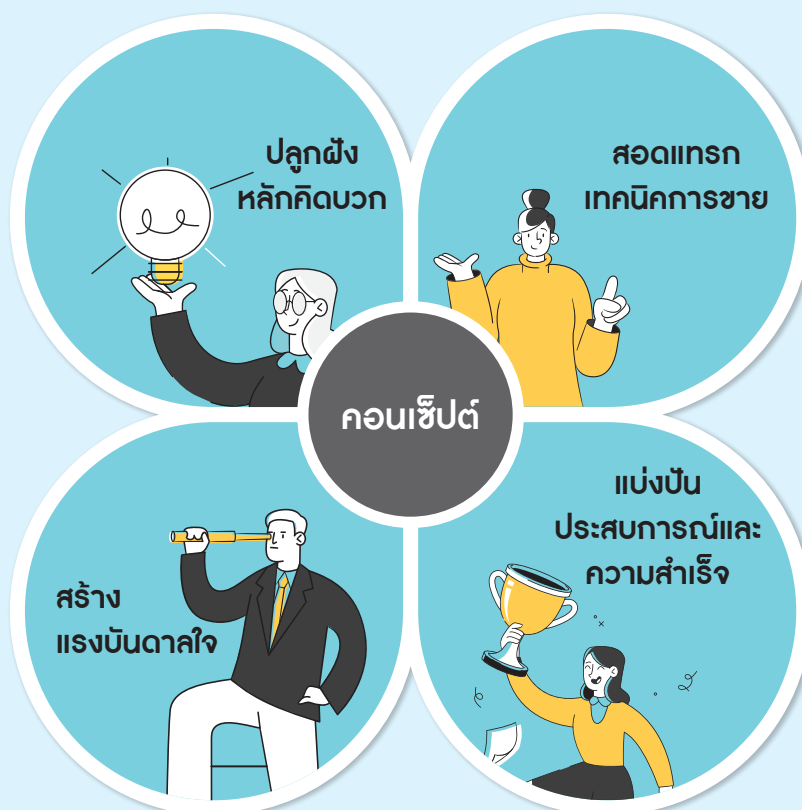 ปลูกฝัง
หลักคิดบวก
สอดแทรก
เทคนิคการขาย
คอนเซ็ปต์
สร้าง
แรงบันดาลใจ
แบ่งปัน
ประสบการณ์และ
ความสำเร็จ